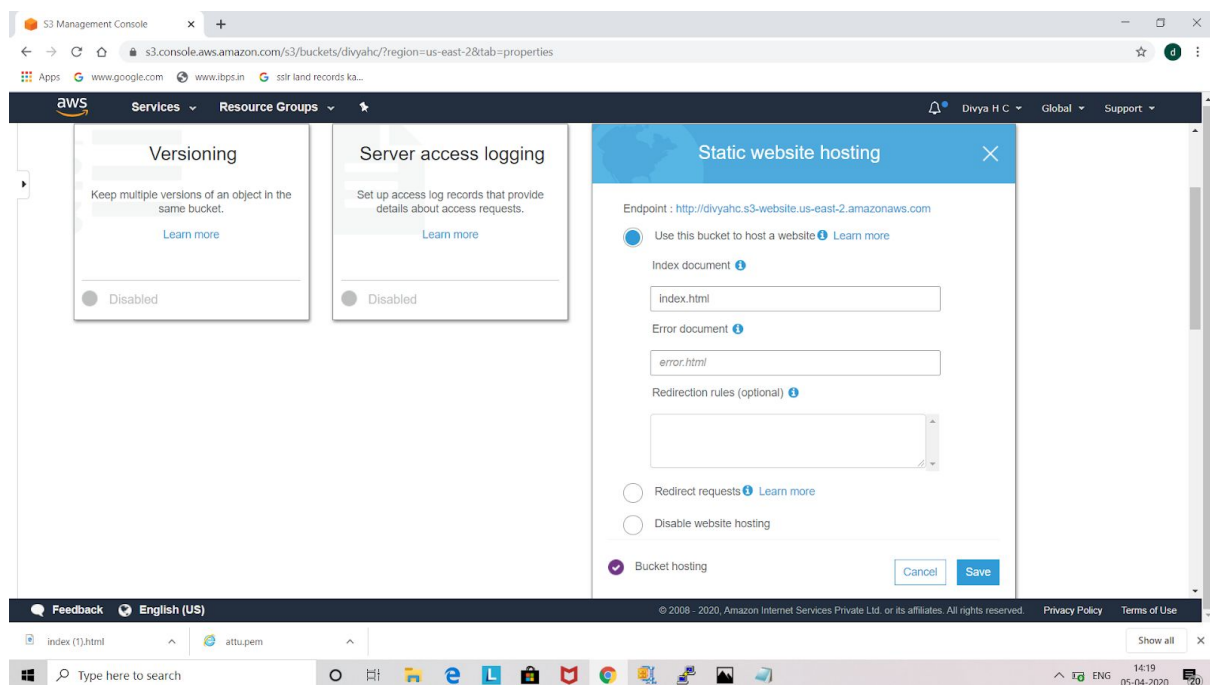 S3 Management Console
s3.console.aws.amazon.com/s3/buckets/divyahc/?region=us-east-2&tab=properties
d
Apps www.google.com www.ibps.in sslr land records ka...
aws Services Resource Groups Divya H C Global Support
Versioning
Keep multiple versions of an object in the
same bucket.
Learn more
Disabled
Server access logging
Set up access log records that provide
details about access requests.
Learn more
Disabled
Static website hosting
Endpoint : http://divyahc.s3-website.us-east-2.amazonaws.com
Use this bucket to host a website Learn more
Index document
index.html
Error document
error.html
Redirection rules (optional)
Redirect requests Learn more
Disable website hosting
Bucket hosting
Cancel Save
Feedback English (US) © 2008 - 2020, Amazon Internet Services Private Ltd. or its affiliates. All rights reserved. Privacy Policy Terms of Use
index (1).html attu.pem Show all
Type here to search L ENG 14:19
05-04-2020 20